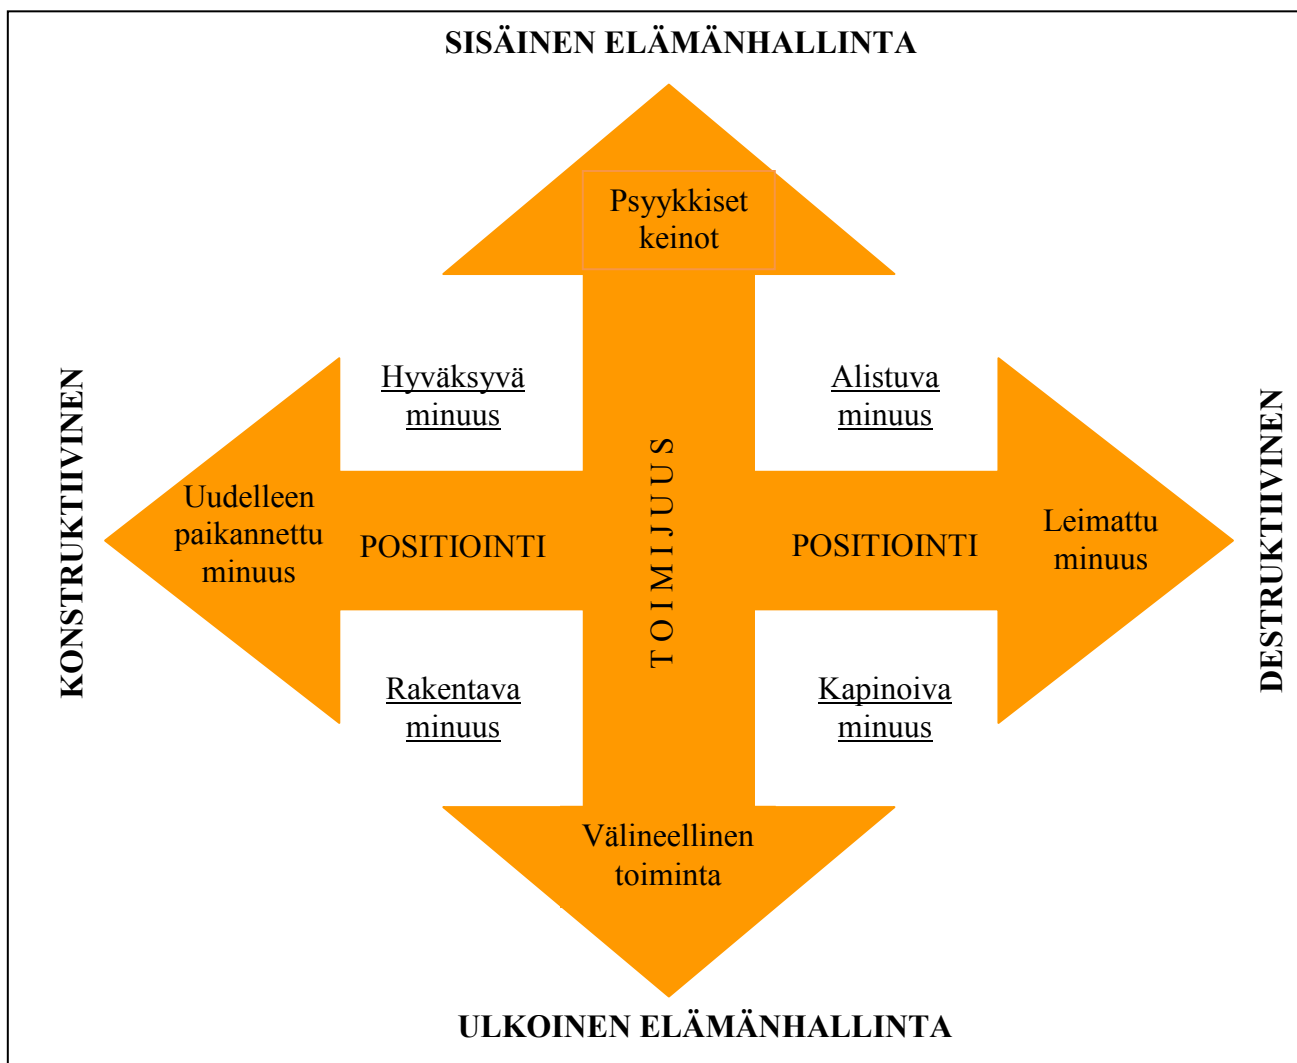 SISÄINEN ELÄMÄNHALLINTA
Psyykkiset
keinot
Hyväksyvä
minuus
Alistuva
minuus
KONSTRUKTIIVINEN
Uudelleen
paikannettu
minuus
POSITIOINTI
TOIMIJUUS
POSITIOINTI
Leimattu
minuus
DESTRUKTIIVINEN
Rakentava
minuus
Kapinoiva
minuus
Välineellinen
toiminta
ULKOINEN ELÄMÄNHALLINTA